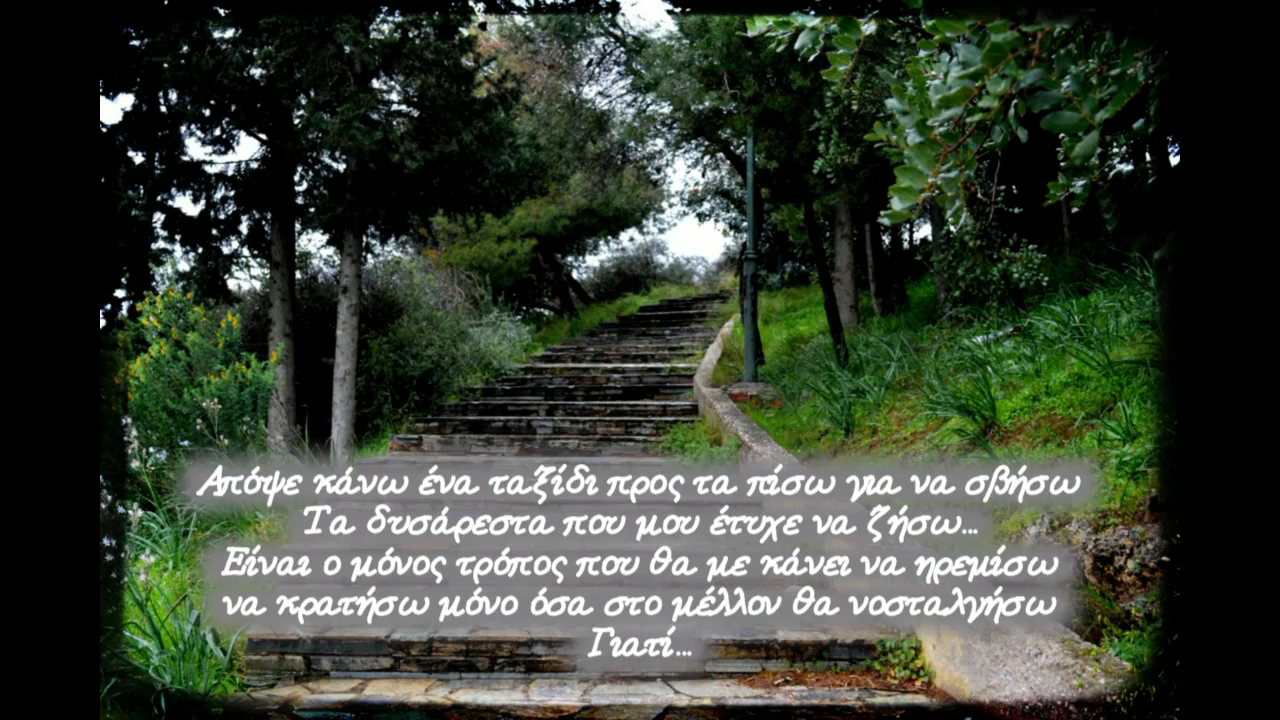 Απόψε κάνω ένα ταξίδι προς τα πίσω για να σβήσω
Τα δυσάρεστα που μου έτυχε να ζήσω...
Είναι ο μόνος τρόπος που θα με κάνει να ηρεμίσω
να κρατήσω μόνο όσα στο μέλλον θα νοσταλγήσω
Γιατί...